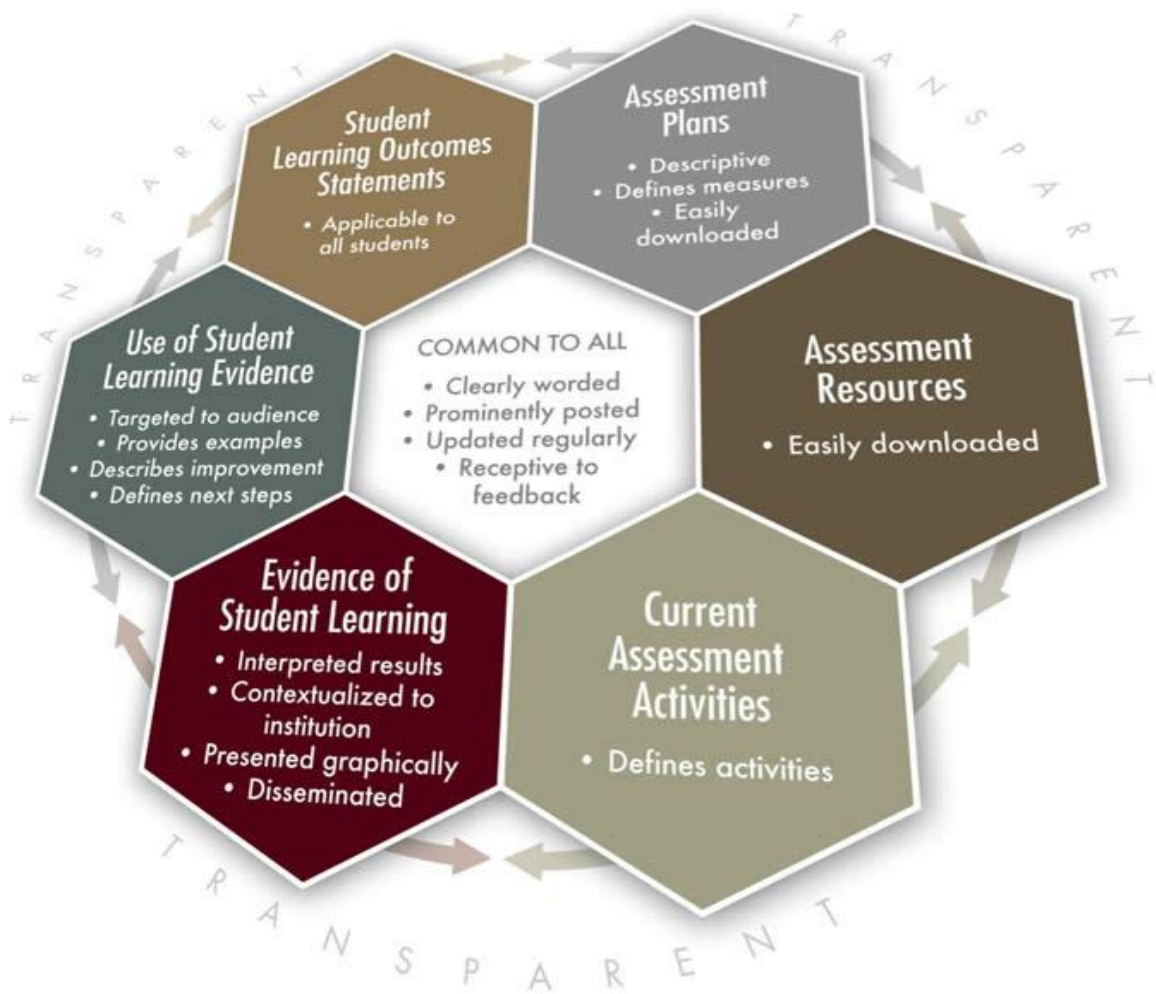 TRANSPARENT
TRANSPARENT
Student
Learning Outcomes
Statements
• Applicable to
all students
Assessment
Plans
• Descriptive
• Defines measures
• Easily
downloaded
Use of Student
Learning Evidence
• Targeted to audience
• Provides examples
• Describes improvement
• Defines next steps
COMMON TO ALL
• Clearly worded
• Prominently posted
• Updated regularly
• Receptive to
feedback
Assessment
Resources
• Easily downloaded
Evidence of
Student Learning
• Interpreted results
• Contextualized to
institution
• Presented graphically
• Disseminated
Current
Assessment
Activities
• Defines activities
TRANSPARENT